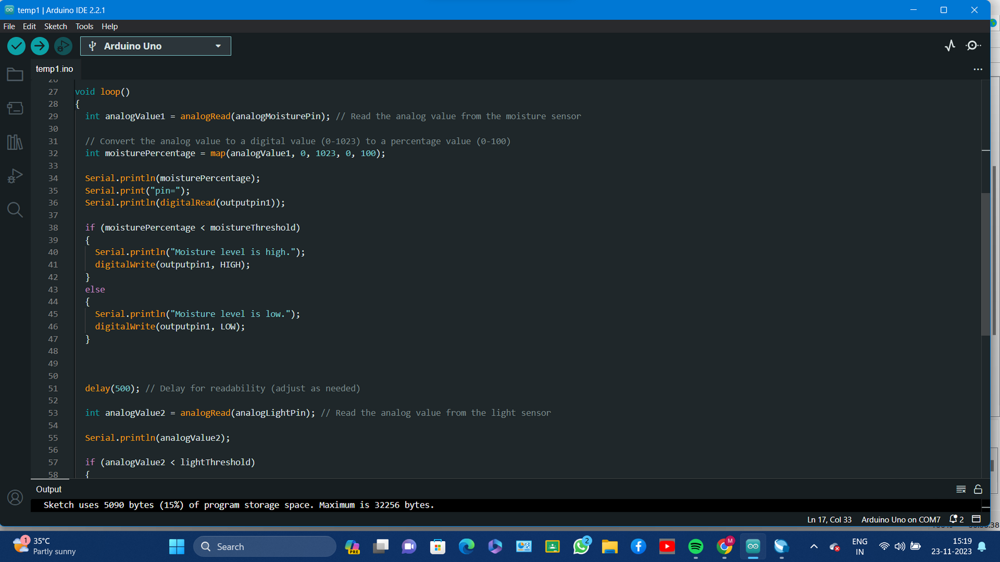 temp1 | Arduino IDE 2.2.1
File Edit Sketch Tools Help
Arduino Uno
temp1.ino
26
27 void loop()
28 {
29 int analogValue1 = analogRead(analogMoisturePin); // Read the analog value from the moisture sensor
30
31 // Convert the analog value to a digital value (0-1023) to a percentage value (0-100)
32 int moisturePercentage = map(analogValue1, 0, 1023, 0, 100);
33
34 Serial.println(moisturePercentage);
35 Serial.print("pin=");
36 Serial.println(digitalRead(outputpin1));
37
38 if (moisturePercentage < moistureThreshold)
39 {
40 Serial.println("Moisture level is high.");
41 digitalWrite(outputpin1, HIGH);
42 }
43 else
44 {
45 Serial.println("Moisture level is low.");
46 digitalWrite(outputpin1, LOW);
47 }
48
49
50
51 delay(500); // Delay for readability (adjust as needed)
52
53 int analogValue2 = analogRead(analogLightPin); // Read the analog value from the light sensor
54
55 Serial.println(analogValue2);
56
57 if (analogValue2 < lightThreshold)
58 {
Output
Sketch uses 5090 bytes (15%) of program storage space. Maximum is 32256 bytes.
Ln 17, Col 33 Arduino Uno on COM7 2
1 35°C
Partly sunny
Search
PRE
2
M
ENG
IN
15:19
23-11-2023